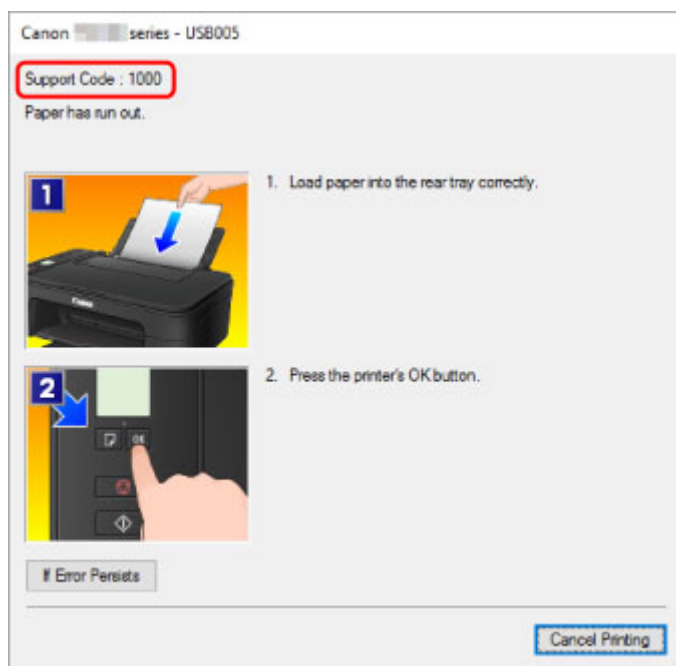 Canon series - USB005
Support Code : 1000
Paper has run out.
1
1. Load paper into the rear tray correctly.
Canon
2
2. Press the printer's OK button.
OK
If Error Persists
Cancel Printing